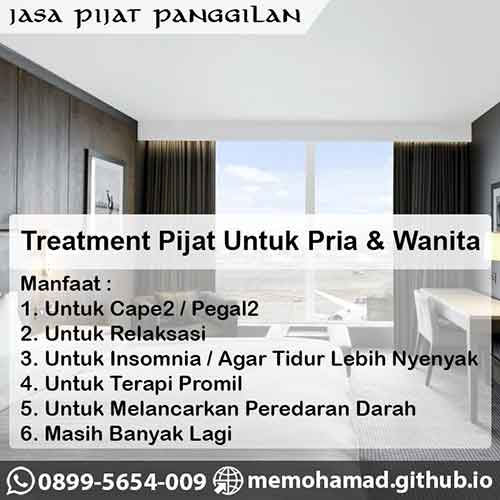 JASA PIJAT PANGGILAN
Treatment Pijat Untuk Pria & Wanita
Manfaat :
1. Untuk Cape2 / Pegal2
2. Untuk Relaksasi
3. Untuk Insomnia / Agar Tidur Lebih Nyenyak
4. Untuk Terapi Promil
5. Untuk Melancarkan Peredaran Darah
6. Masih Banyak Lagi
0899-5654-009 memohamad.github.io